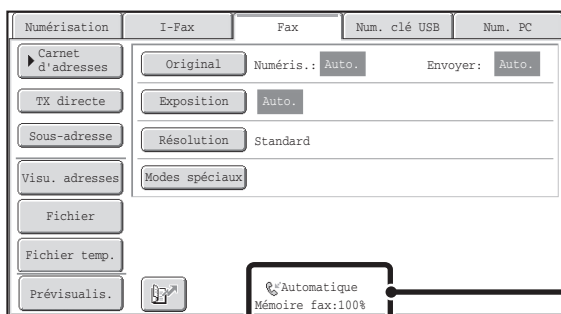 Numérisation I-Fax Fax Num. clé USB Num. PC
Carnet d'adresses
Original Numéris.: Auto. Envoyer: Auto.
TX directe
Exposition Auto.
Sous-adresse
Résolution Standard
Visu. adresses
Modes spéciaux
Fichier
Fichier temp.
Prévisualis.
Automatique
Mémoire fax:100%